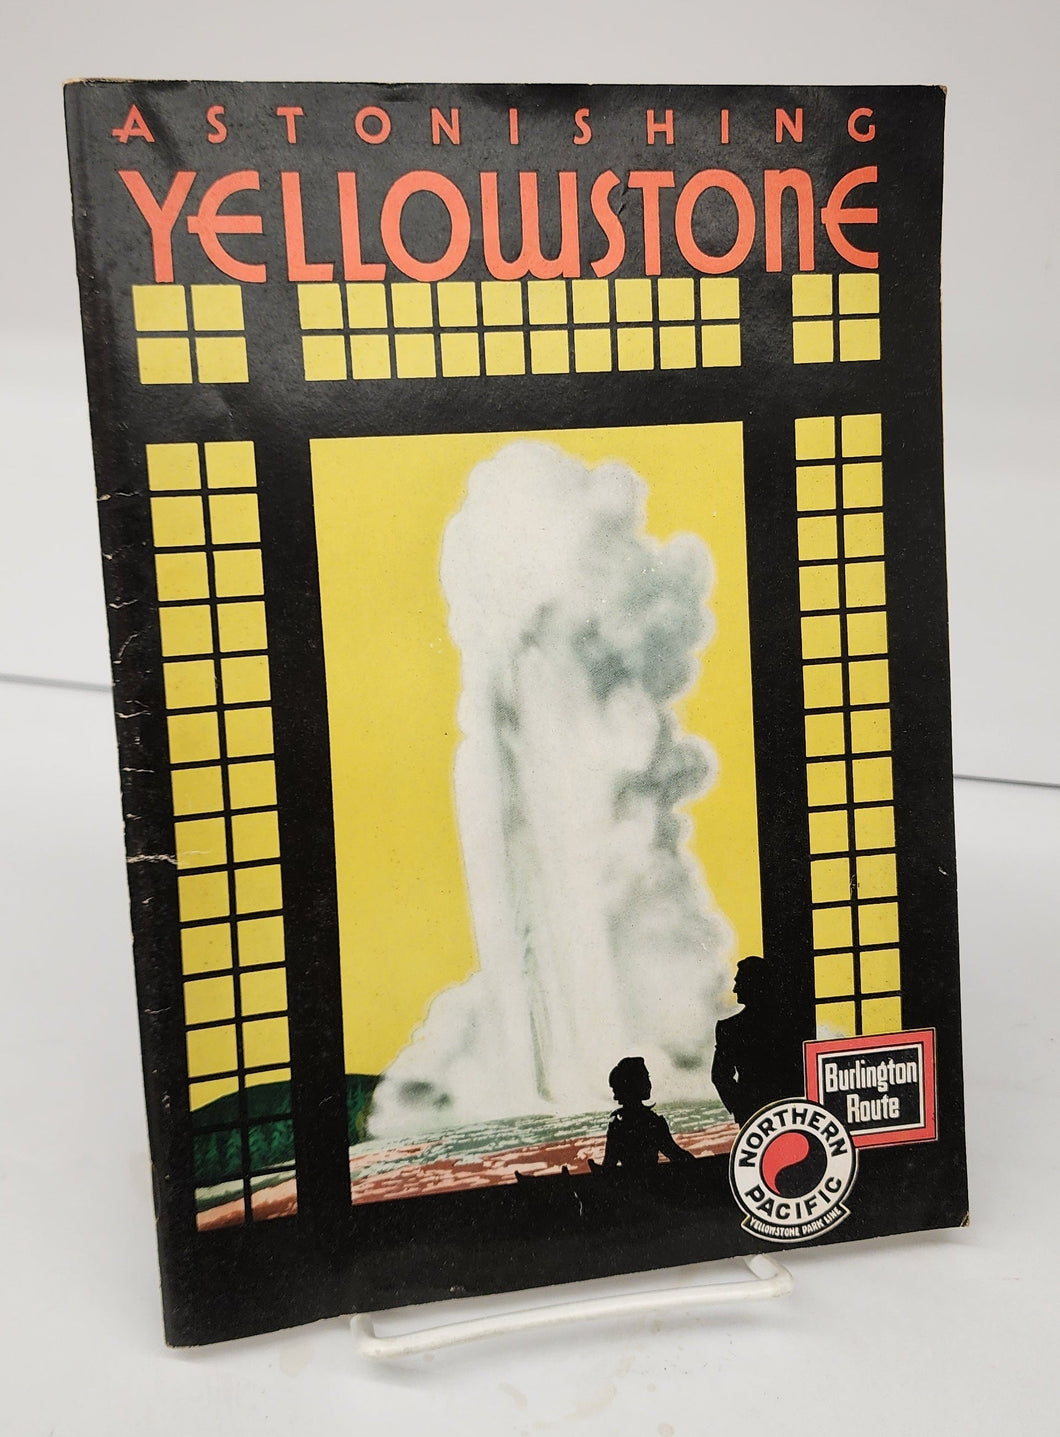 ASTONISHING
YELLOWSTONE
Burlington
Route
NORTHERN
PACIFIC
YELLOWSTONE PARK LINE